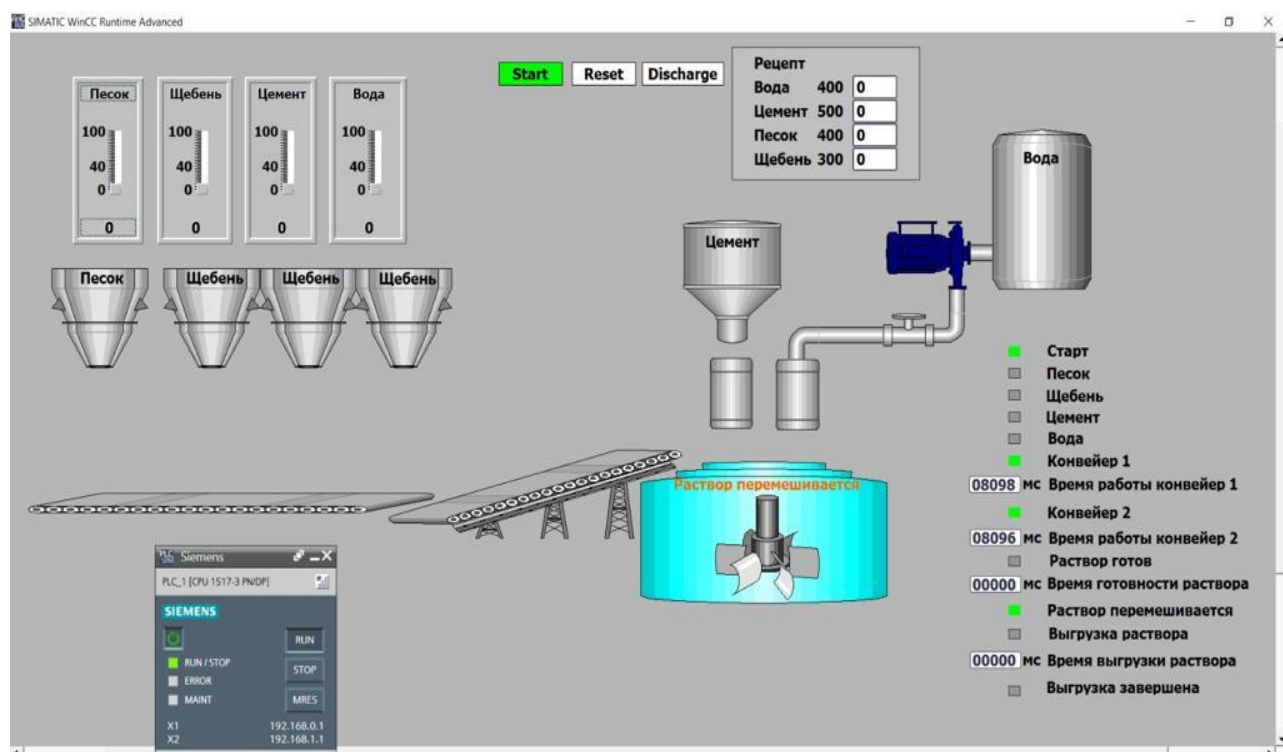 SIMATIC WinCC Runtime Advanced
Start Reset Discharge
Рецепт
Вода 400 0
Цемент 500 0
Песок 400 0
Щебень 300 0
Песок Щебень Цемент Вода
100 100 100 100
40 40 40 40
0 0 0 0
0 0 0 0
Песок Щебень Щебень Щебень
Цемент
Вода
Раствор перемешивается
Старт
Песок
Щебень
Цемент
Вода
Конвейер 1
08098 мс Время работы конвейер 1
Конвейер 2
08096 мс Время работы конвейер 2
Раствор готов
00000 мс Время готовности раствора
Раствор перемешивается
Выгрузка раствора
00000 мс Время выгрузки раствора
Выгрузка завершена
Siemens
PLC_1 [CPU 1517-3 PN/DP]
SIEMENS
RUN
RUN / STOP
STOP
ERROR
MAINT
MRES
X1 192.168.0.1
X2 192.168.1.1